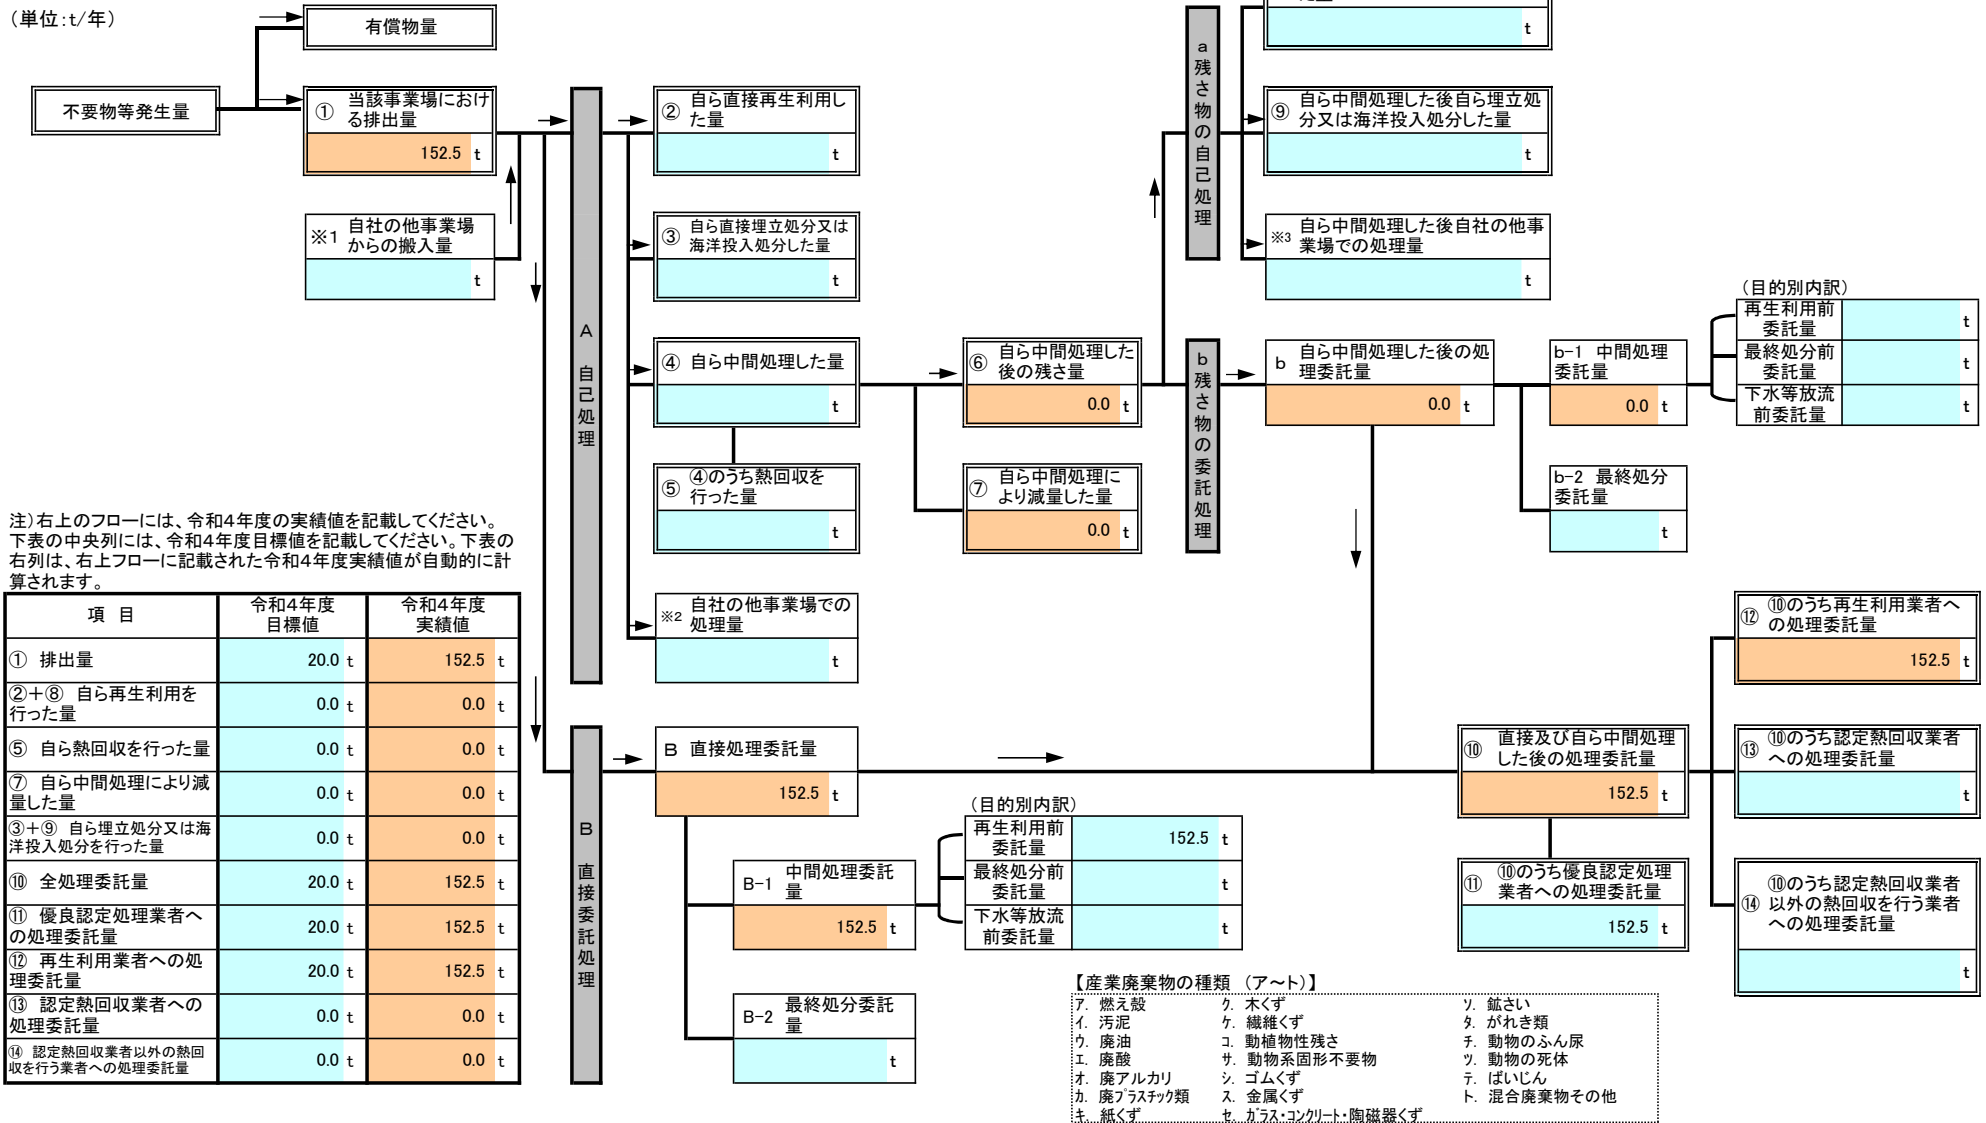 （単位：t/年）
有償物量
t
不要物等発生量
① 当該事業場におけ
る排出量
152.5 t
② 自ら直接再生利用し
た量
t
a 残さ物の自己処理
⑨ 自ら中間処理した後自ら埋立処
分又は海洋投入処分した量
t
※1 自社の他事業場
からの搬入量
t
③ 自ら直接埋立処分又は
海洋投入処分した量
t
※3 自ら中間処理した後自社の他事
業場での処理量
t
A 自己処理
④ 自ら中間処理した量
t
⑥ 自ら中間処理した
後の残さ量
0.0 t
b 残さ物の委託処理
b 自ら中間処理した後の処
理委託量
0.0 t
b-1 中間処理
委託量
0.0 t
（目的別内訳）
再生利用前
委託量
t
最終処分前
委託量
t
下水等放流
前委託量
t
⑤ ④のうち熱回収を
行った量
t
⑦ 自ら中間処理に
より減量した量
0.0 t
b-2 最終処分
委託量
t
注）右上のフローには、令和４年度の実績値を記載してください。
下表の中央列には、令和４年度目標値を記載してください。下表の
右列は、右上フローに記載された令和４年度実績値が自動的に計
算されます。
※2 自社の他事業場での
処理量
t
項 目
令和４年度
目標値
令和４年度
実績値
① 排出量 20.0 t 152.5 t
②＋⑧ 自ら再生利用を
行った量 0.0 t 0.0 t
⑤ 自ら熱回収を行った量 0.0 t 0.0 t
⑦ 自ら中間処理により減
量した量 0.0 t 0.0 t
③＋⑨ 自ら埋立処分又は海
洋投入処分を行った量 0.0 t 0.0 t
⑩ 全処理委託量 20.0 t 152.5 t
⑪ 優良認定処理業者へ
の処理委託量 20.0 t 152.5 t
⑫ 再生利用業者への処
理委託量 20.0 t 152.5 t
⑬ 認定熱回収業者への
処理委託量 0.0 t 0.0 t
⑭ 認定熱回収業者以外の熱回
収を行う業者への処理委託量 0.0 t 0.0 t
B 直接委託処理
B 直接処理委託量
152.5 t
B-1 中間処理委託
量
152.5 t
（目的別内訳）
再生利用前
委託量
152.5 t
最終処分前
委託量
t
下水等放流
前委託量
t
B-2 最終処分委託
量
t
⑩ 直接及び自ら中間処理
した後の処理委託量
152.5 t
⑪ ⑩のうち優良認定処理
業者への処理委託量
152.5 t
⑫ ⑩のうち再生利用業者へ
の処理委託量
152.5 t
⑬ ⑩のうち認定熱回収業者
への処理委託量
t
⑭ ⑩のうち認定熱回収業者
以外の熱回収を行う業者
への処理委託量
t
【産業廃棄物の種類 （ア～ト）】
ア. 燃え殻 ク. 木くず ソ. 鉱さい
イ. 汚泥 ケ. 繊維くず タ. がれき類
ウ. 廃油 コ. 動植物性残さ チ. 動物のふん尿
エ. 廃酸 サ. 動物系固形不要物 ツ. 動物の死体
オ. 廃アルカリ シ. ゴムくず テ. ばいじん
カ. 廃プラスチック類 ス. 金属くず ト. 混合廃棄物その他
キ. 紙くず セ. ガラス・コンクリート・陶磁器くず